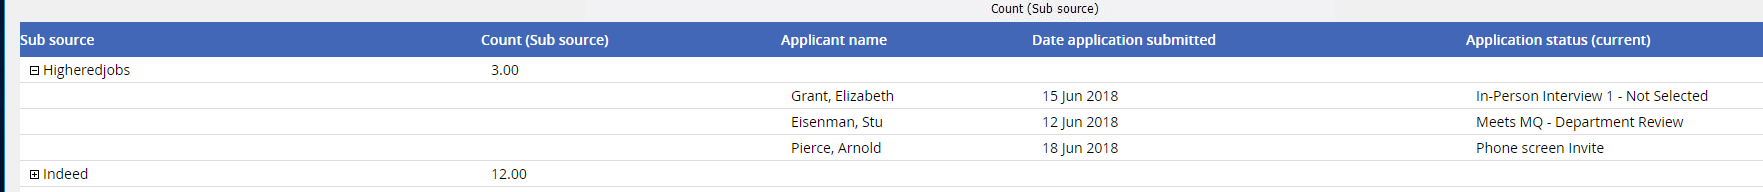 Count (Sub source)
Sub source Count (Sub source) Applicant name Date application submitted Application status (current)
Higheredjobs 3.00
Grant, Elizabeth 15 Jun 2018 In-Person Interview 1 - Not Selected
Eisenman, Stu 12 Jun 2018 Meets MQ - Department Review
Pierce, Arnold 18 Jun 2018 Phone screen Invite
Indeed 12.00